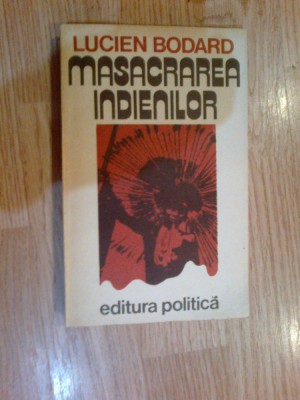 LUCIEN BODARD
MASACRAREA
INDIENILOR
editura politică